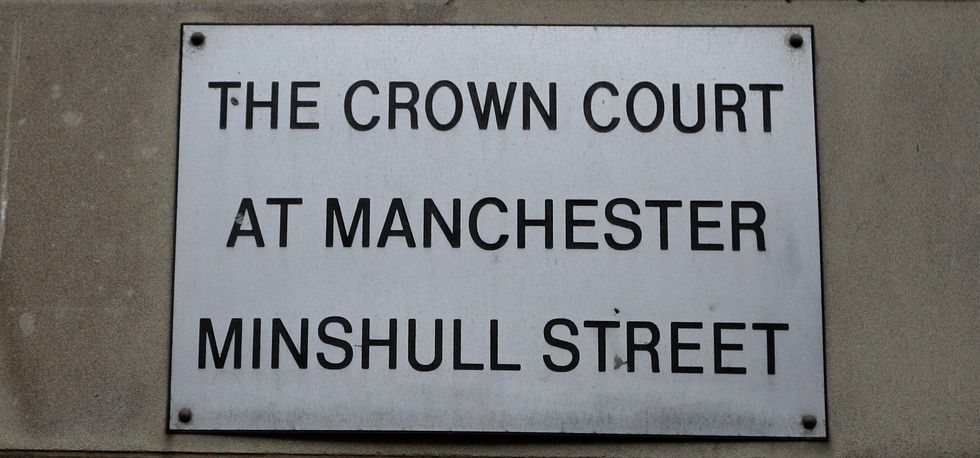 THE CROWN COURT
AT MANCHESTER
MINSHULL STREET